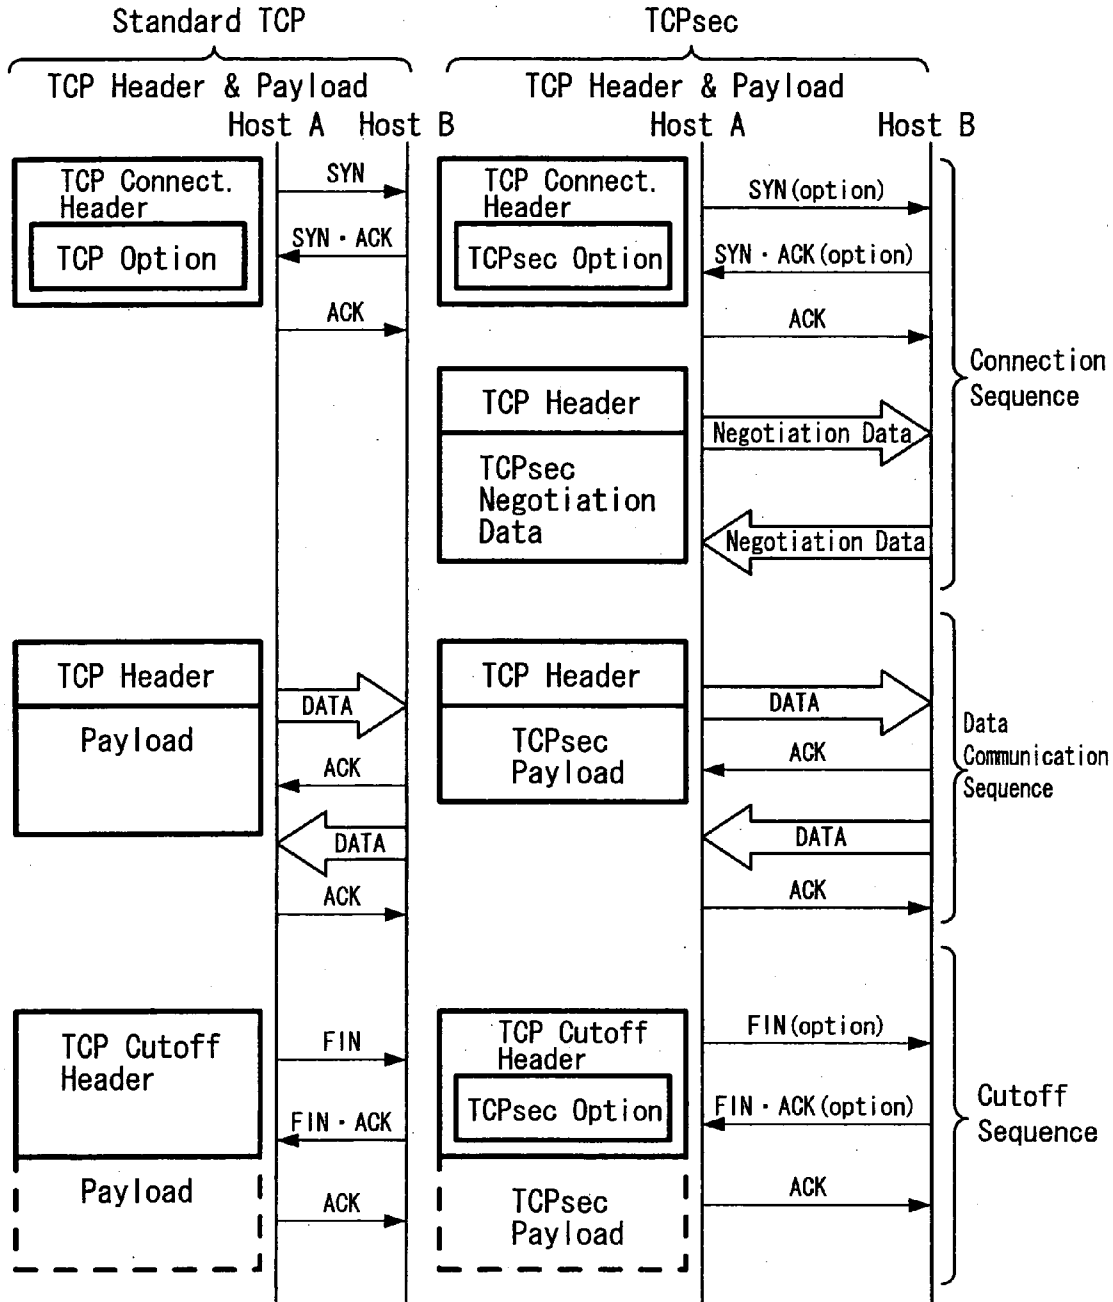 Standard TCP
TCPsec
TCP Header & Payload
TCP Header & Payload
Host A
Host B
Host A
Host B
TCP Connect.
Header
TCP Option
SYN
SYN・ACK
ACK
TCP Connect.
Header
TCPsec Option
SYN(option)
SYN・ACK(option)
ACK
TCP Header
TCPsec
Negotiation
Data
Negotiation Data
Negotiation Data
Connection
Sequence
TCP Header
Payload
DATA
ACK
DATA
ACK
TCP Header
TCPsec
Payload
DATA
ACK
DATA
ACK
Data
Communication
Sequence
TCP Cutoff
Header
Payload
FIN
FIN・ACK
ACK
TCP Cutoff
Header
TCPsec Option
TCPsec
Payload
FIN(option)
FIN・ACK(option)
ACK
Cutoff
Sequence